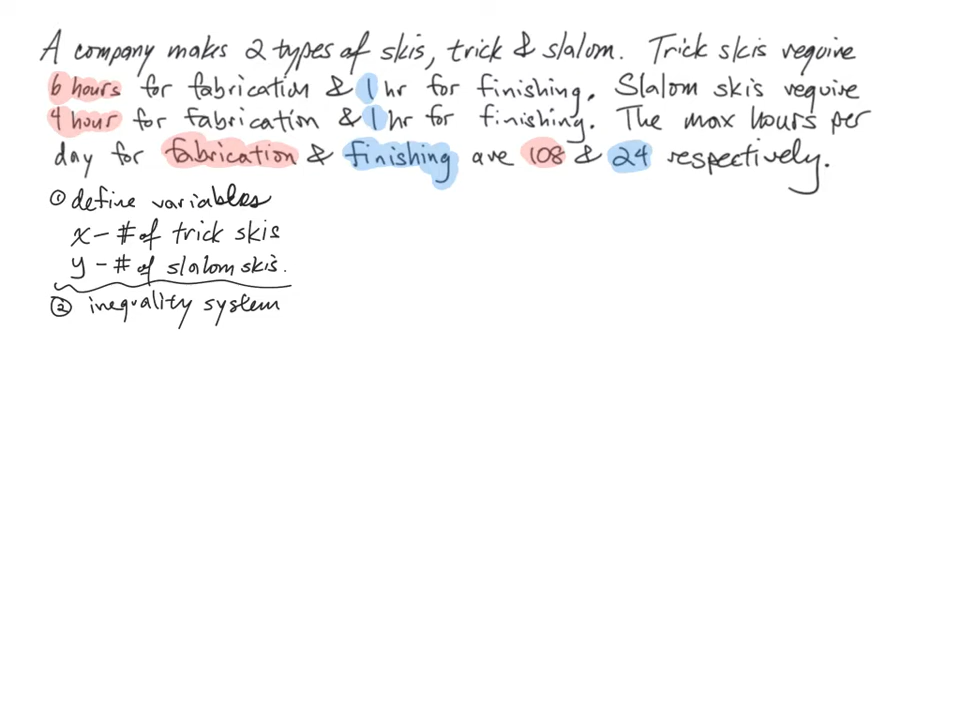 A company makes 2 types of skis, trick & slalom. Trick skis require
6 hours for fabrication & 1 hr for finishing. Slalom skis require
4 hour for fabrication & 1 hr for finishing. The max hours per
day for fabrication & finishing are 108 & 24 respectively.
① define variables
x - # of trick skis
y - # of slalom skis.
② inequality system